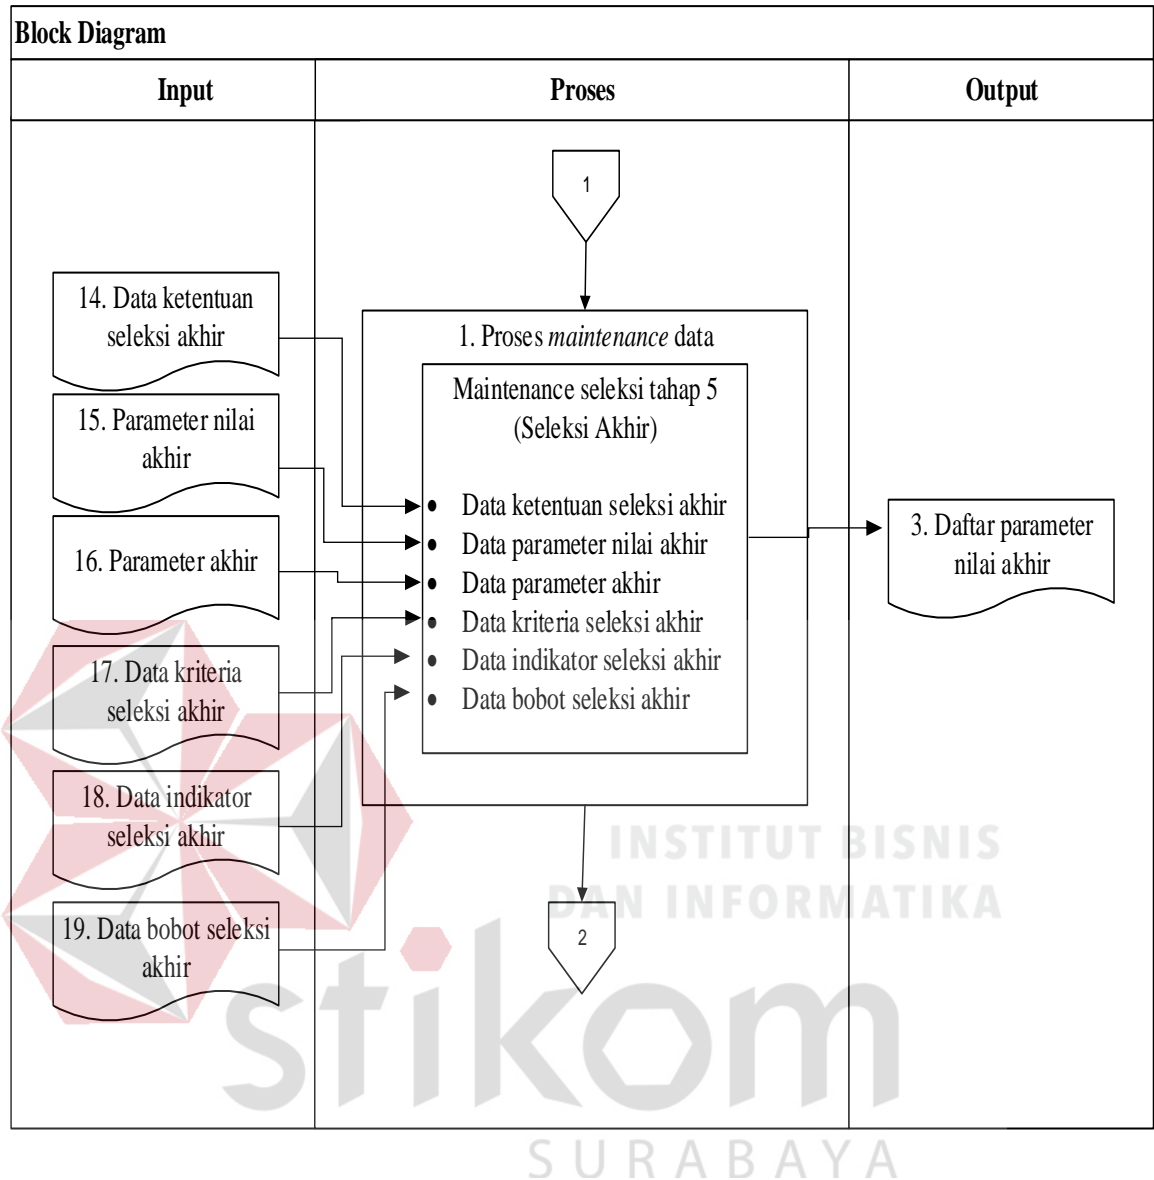 Block Diagram
Input
Proses
Output
1
14. Data ketentuan
seleksi akhir
15. Parameter nilai
akhir
16. Parameter akhir
17. Data kriteria
seleksi akhir
18. Data indikator
seleksi akhir
19. Data bobot seleksi
akhir
1. Proses maintenance data
Maintenance seleksi tahap 5
(Seleksi Akhir)
• Data ketentuan seleksi akhir
• Data parameter nilai akhir
• Data parameter akhir
• Data kriteria seleksi akhir
• Data indikator seleksi akhir
• Data bobot seleksi akhir
3. Daftar parameter
nilai akhir
2
INSTITUT BISNIS
DAN INFORMATIKA
stikom
SURABAYA